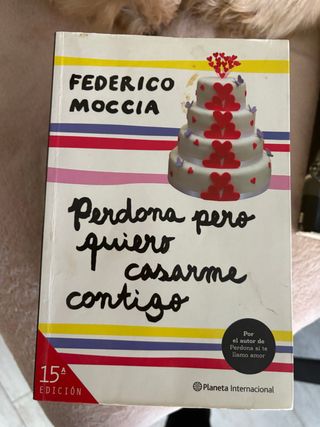 FEDERICO
MOCCIA
Perdona pero
quiero
casarme
contigo
Por
el autor de
Perdona si te
llamo amor
15ª
EDICIÓN
Planeta Internacional